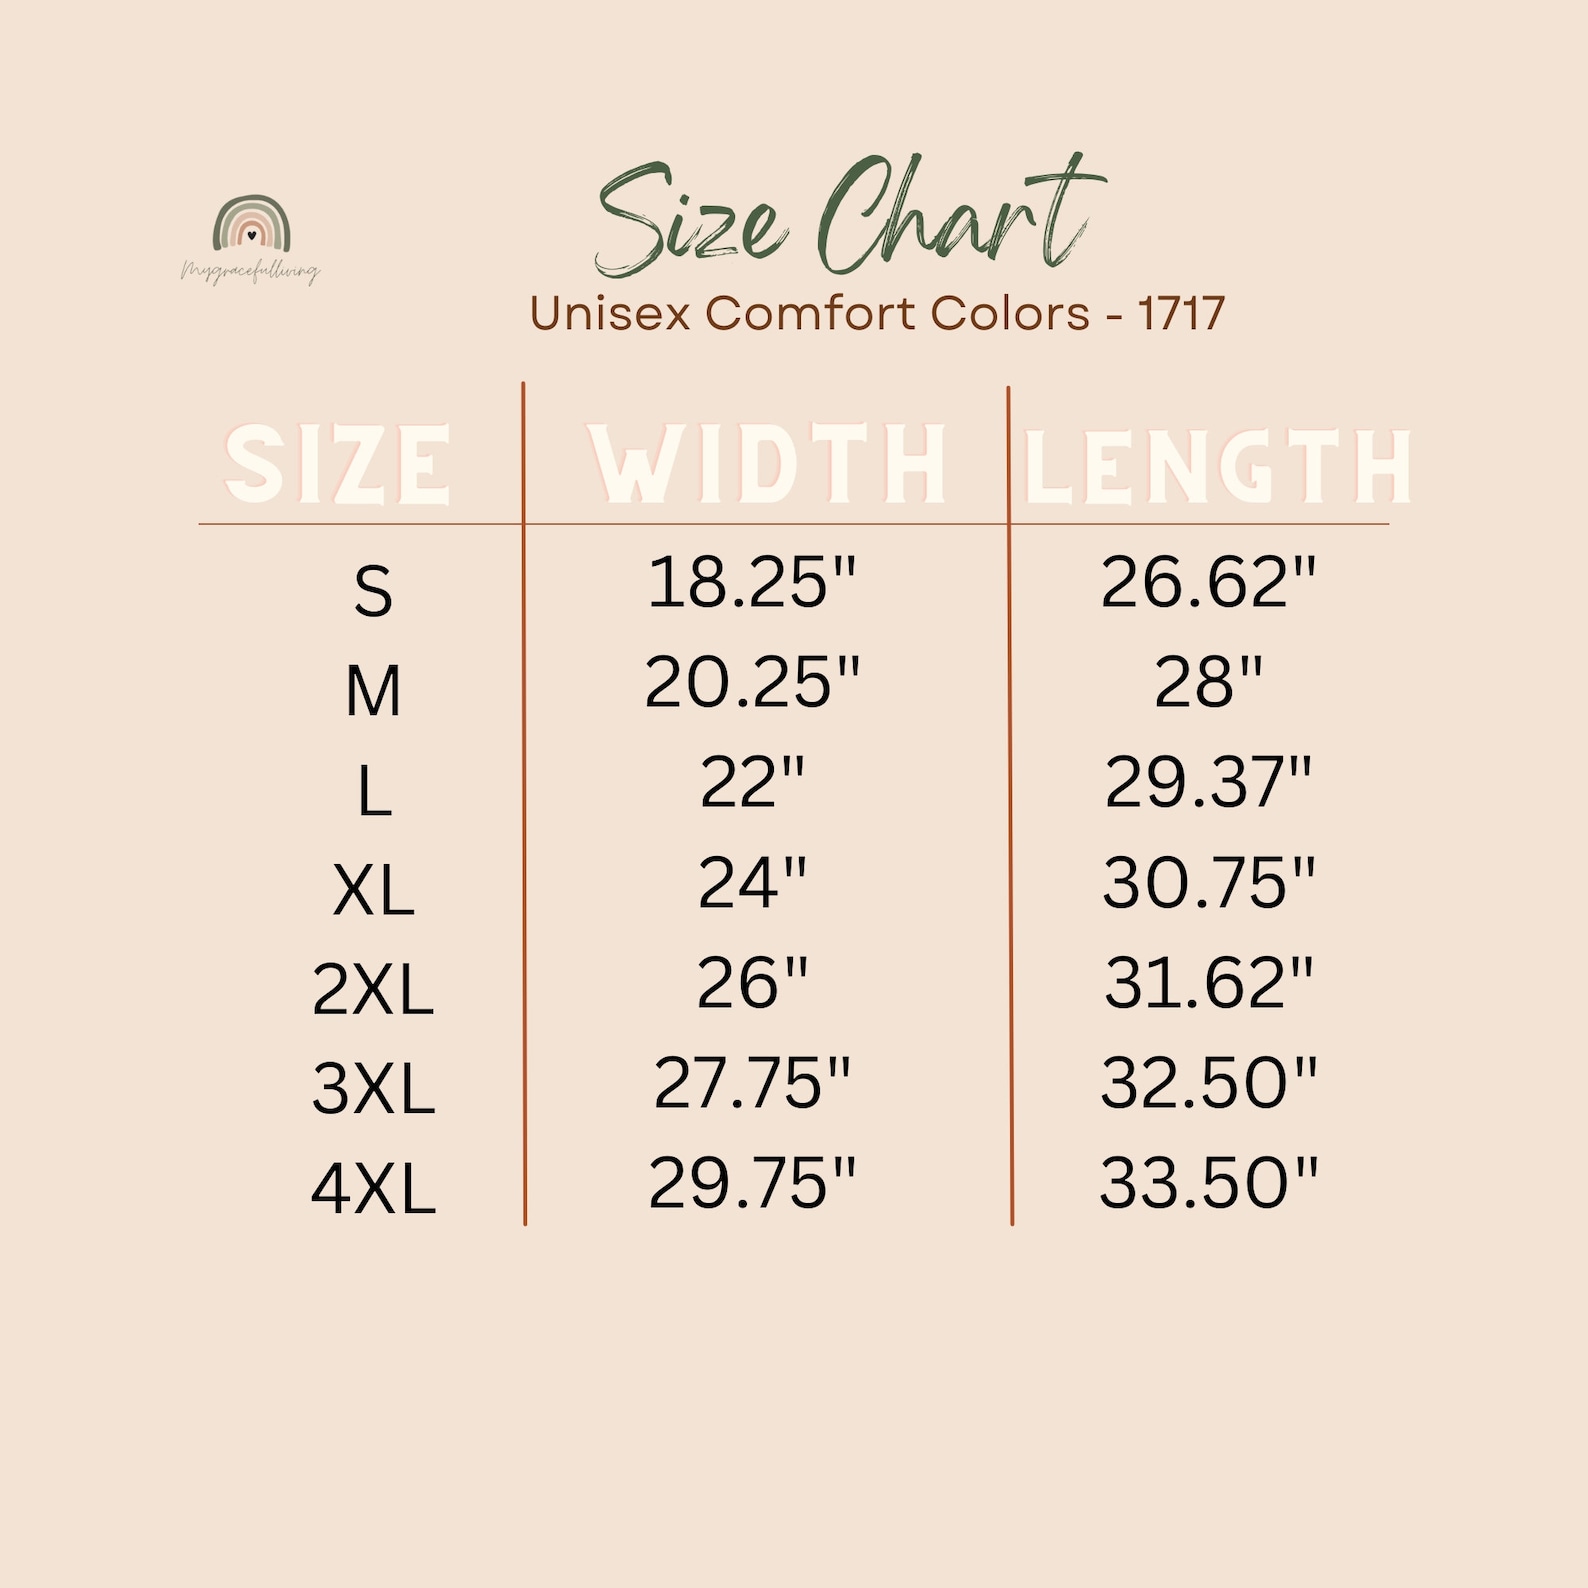 Size Chart
Mygracefulliving
Unisex Comfort Colors - 1717
SIZE WIDTH LENGTH
S 18.25" 26.62"
M 20.25" 28"
L 22" 29.37"
XL 24" 30.75"
2XL 26" 31.62"
3XL 27.75" 32.50"
4XL 29.75" 33.50"